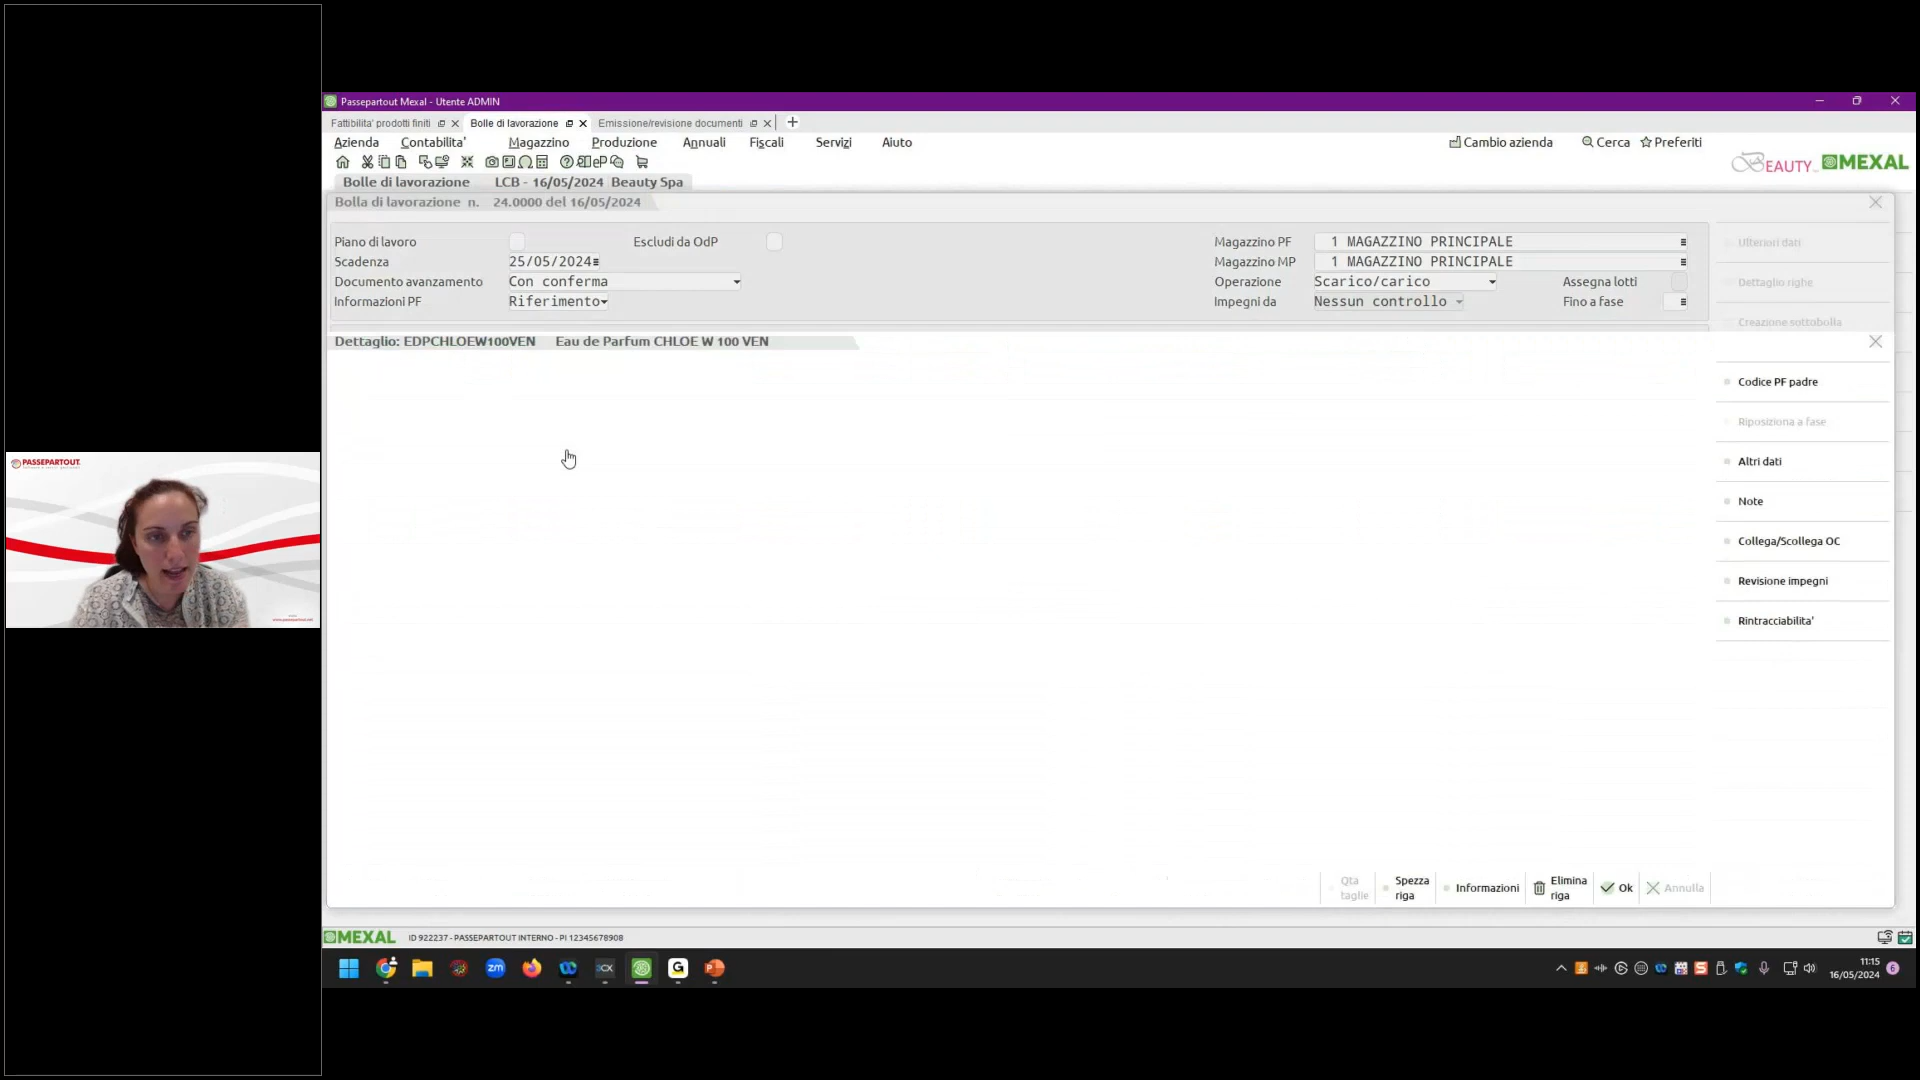 Passepartout Mexal - Utente ADMIN
Fattibilita' prodotti finiti
Bolle di lavorazione
Emissione/revisione documenti
Azienda Contabilita' Magazzino Produzione Annuali Fiscali Servizi Aiuto
Cambio azienda Cerca Preferiti
BEAUTY MEXAL
Bolle di lavorazione LCB - 16/05/2024 Beauty Spa
Bolla di lavorazione n. 24.0000 del 16/05/2024
Piano di lavoro Escludi da OdP Magazzino PF 1 MAGAZZINO PRINCIPALE
Scadenza 25/05/2024 Magazzino MP 1 MAGAZZINO PRINCIPALE
Documento avanzamento Con conferma Operazione Scarico/carico Assegna lotti
Informazioni PF Riferimento Impegni da Nessun controllo Fino a fase
Ulteriori dati
Dettaglio righe
Creazione sottobolla
Dettaglio: EDPCHLOEW100VEN Eau de Parfum CHLOE W 100 VEN
Codice PF padre
Riposiziona a fase
Altri dati
Note
Collega/Scollega OC
Revisione impegni
Rintracciabilita'
PASSEPARTOUT
Qta taglie
Spezza riga
Informazioni
Elimina riga
Ok
Annulla
MEXAL ID 922237 - PASSEPARTOUT INTERNO - PI 12345678908
zm
CX
G
P
11:15
16/05/2024
6